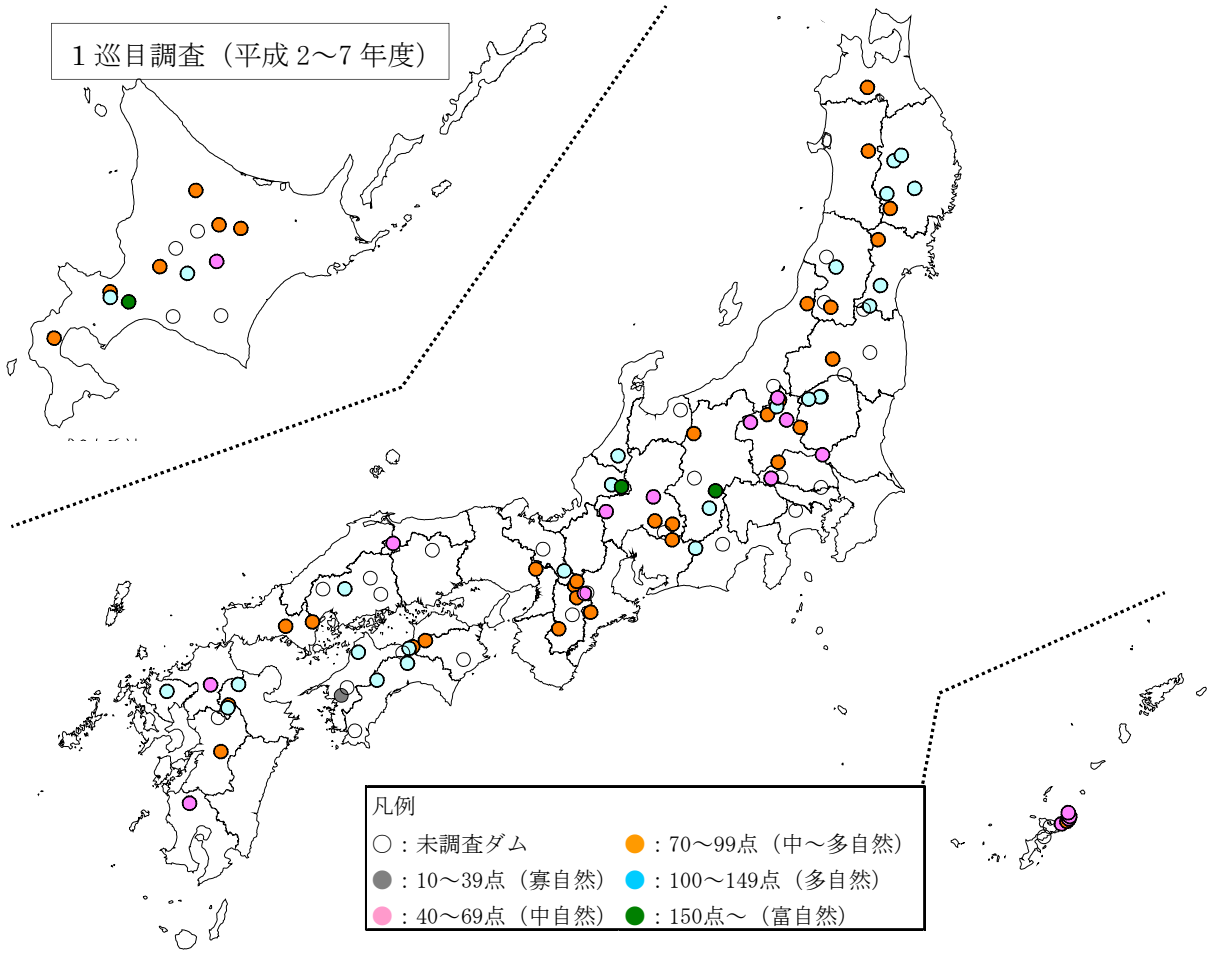 1巡目調査（平成 2～7 年度）
凡例
○：未調査ダム
●：70～99点（中～多自然）
●：10～39点（寡自然）
●：100～149点（多自然）
●：40～69点（中自然）
●：150点～（富自然）